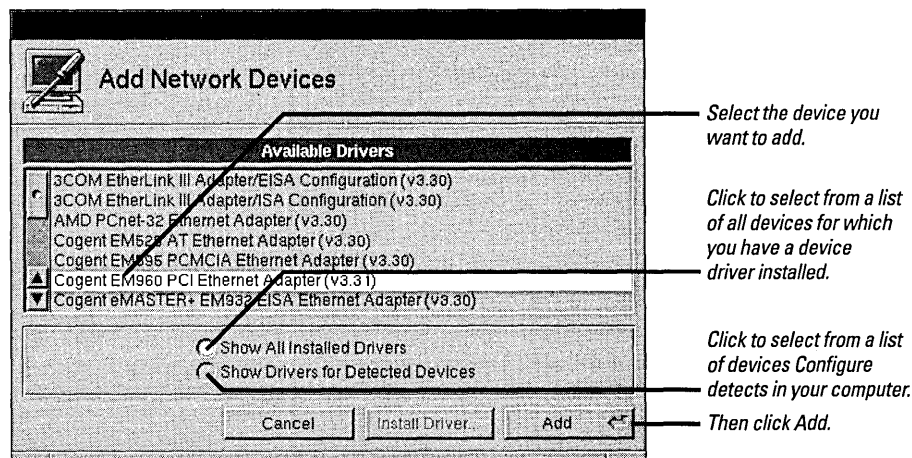 Add Network Devices
Available Drivers
3COM EtherLink III Adapter/EISA Configuration (v3.30)
3COM EtherLink III Adapter/ISA Configuration (v3.30)
AMD PCnet-32 Ethernet Adapter (v3.30)
Cogent EM525 AT Ethernet Adapter (v3.30)
Cogent EM595 PCMCIA Ethernet Adapter (v3.30)
Cogent EM960 PCI Ethernet Adapter (v3.31)
Cogent eMASTER+ EM932 EISA Ethernet Adapter (v3.30)
Show All Installed Drivers
Show Drivers for Detected Devices
Cancel
Install Driver...
Add
Select the device you
want to add.
Click to select from a list
of all devices for which
you have a device
driver installed.
Click to select from a list
of devices Configure
detects in your computer.
Then click Add.